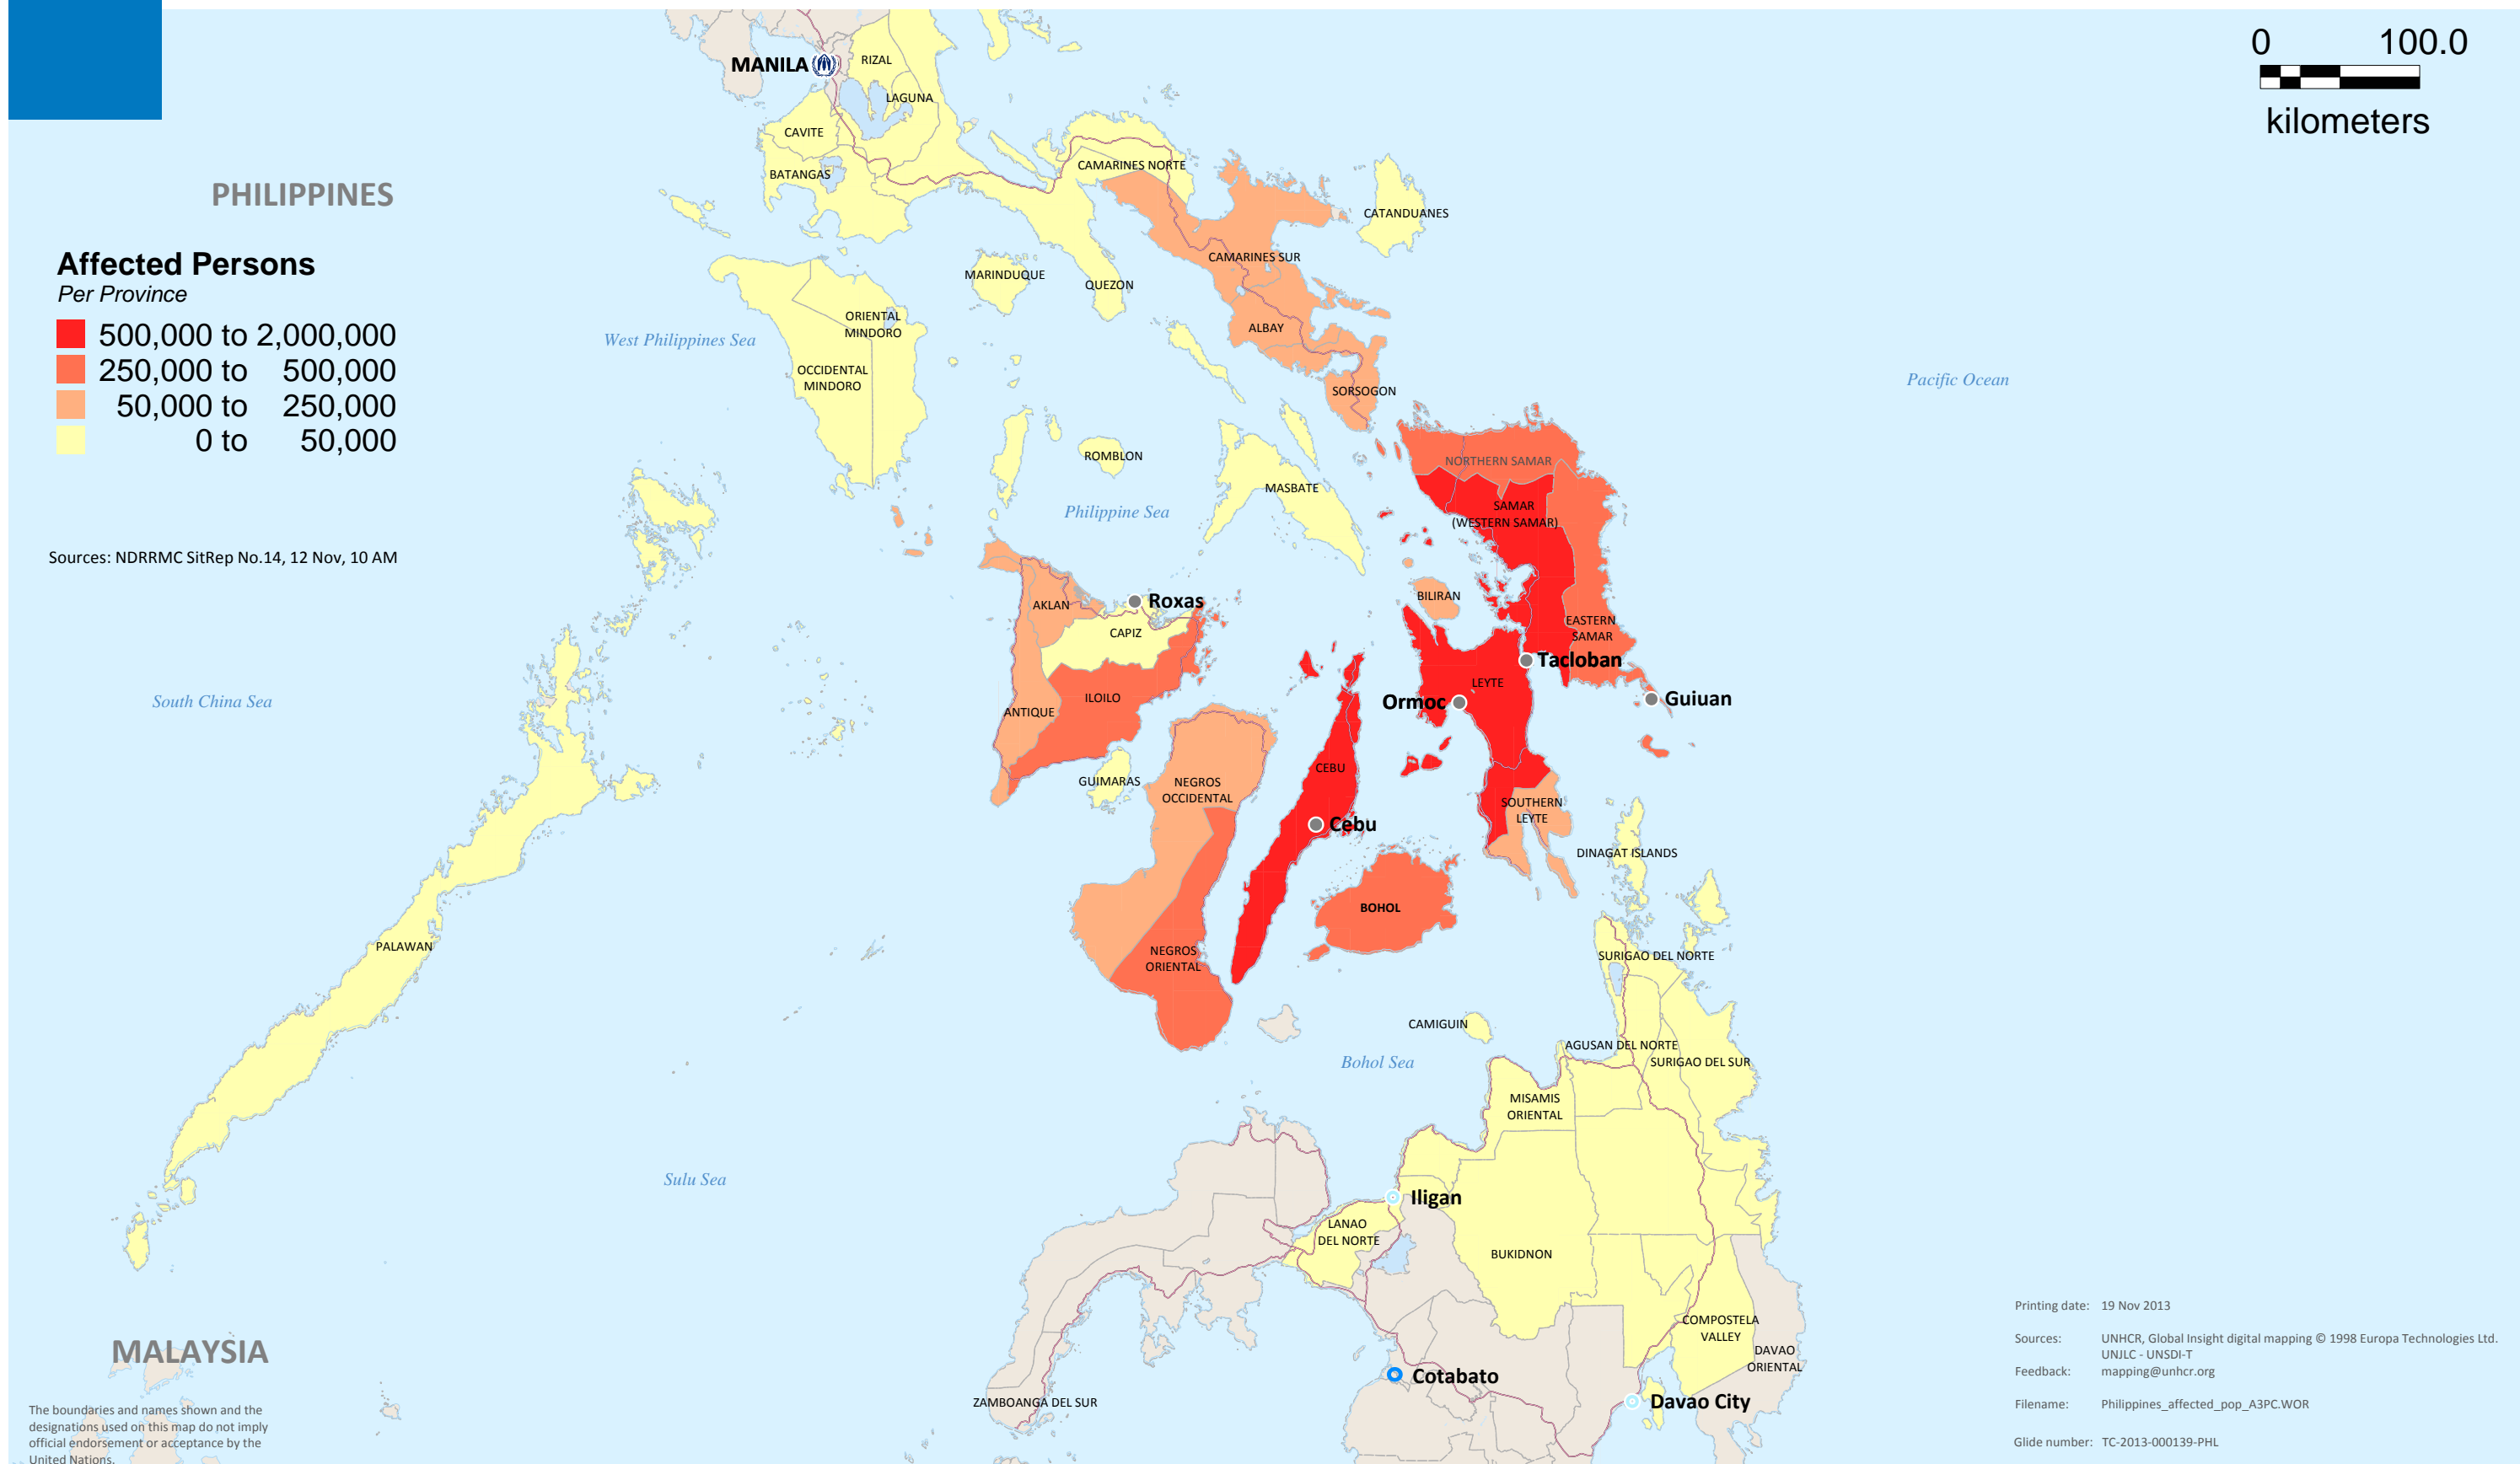 0 100.0
kilometers
MANILA
RIZAL
LAGUNA
CAVITE
BATANGAS
CAMARINES NORTE
CATANDUANES
PHILIPPINES
Affected Persons
Per Province
500,000 to 2,000,000
250,000 to 500,000
50,000 to 250,000
0 to 50,000
Sources: NDRRMC SitRep No.14, 12 Nov, 10 AM
CAMARINES SUR
MARINDUQUE
QUEZON
ORIENTAL
MINDORO
West Philippines Sea
ALBAY
OCCIDENTAL
MINDORO
SORSOGON
Pacific Ocean
ROMBLON
NORTHERN SAMAR
MASBATE
Philippine Sea
SAMAR
(WESTERN SAMAR)
BILIRAN
Roxas
AKLAN
CAPIZ
EASTERN
SAMAR
Tacloban
LEYTE
Ormoc
Guiuan
ILOILO
ANTIQUE
South China Sea
CEBU
GUIMARAS
NEGROS
OCCIDENTAL
SOUTHERN
LEYTE
Cebu
DINAGAT ISLANDS
BOHOL
PALAWAN
NEGROS
ORIENTAL
SURIGAO DEL NORTE
CAMIGUIN
AGUSAN DEL NORTE
SURIGAO DEL SUR
Bohol Sea
MISAMIS
ORIENTAL
Sulu Sea
Iligan
LANAO
DEL NORTE
BUKIDNON
COMPOSTELA
VALLEY
DAVAO
ORIENTAL
Cotabato
Davao City
ZAMBOANGA DEL SUR
MALAYSIA
The boundaries and names shown and the
designations used on this map do not imply
official endorsement or acceptance by the
United Nations.
Printing date: 19 Nov 2013
Sources: UNHCR, Global Insight digital mapping © 1998 Europa Technologies Ltd.
UNJLC - UNSDI-T
Feedback: mapping@unhcr.org
Filename: Philippines_affected_pop_A3PC.WOR
Glide number: TC-2013-000139-PHL